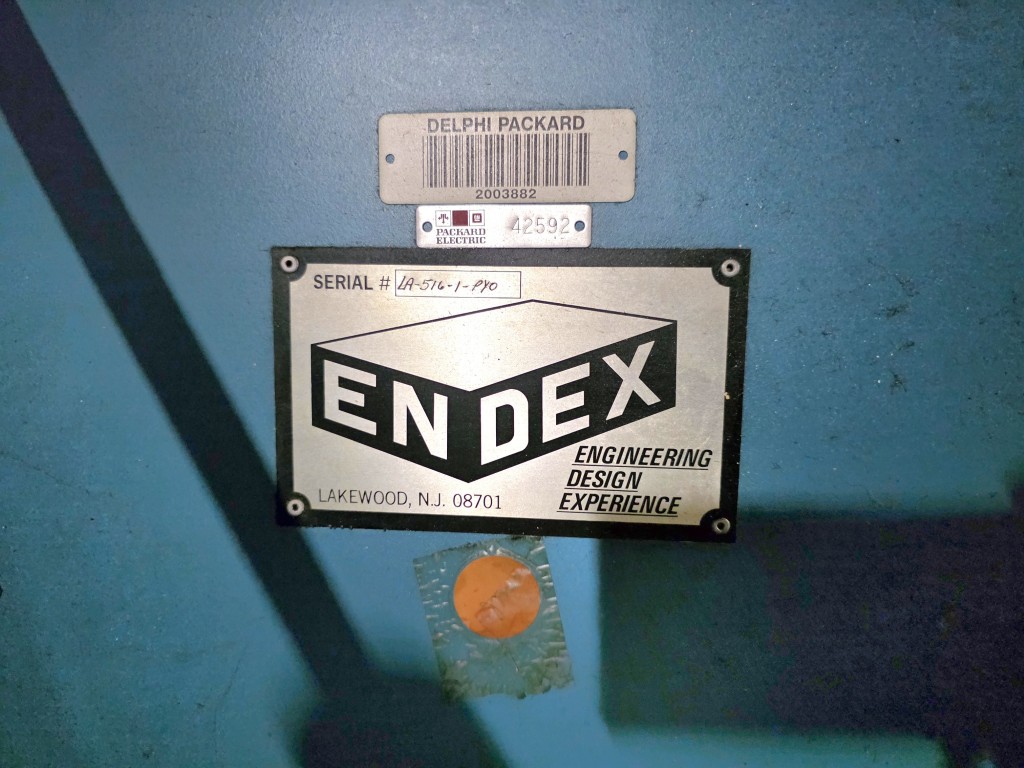 DELPHI PACKARD
2003882
PACKARD
ELECTRIC
42592
SERIAL # LA-516-1-PYO
ENDEX
ENGINEERING
DESIGN
EXPERIENCE
LAKEWOOD, N.J. 08701